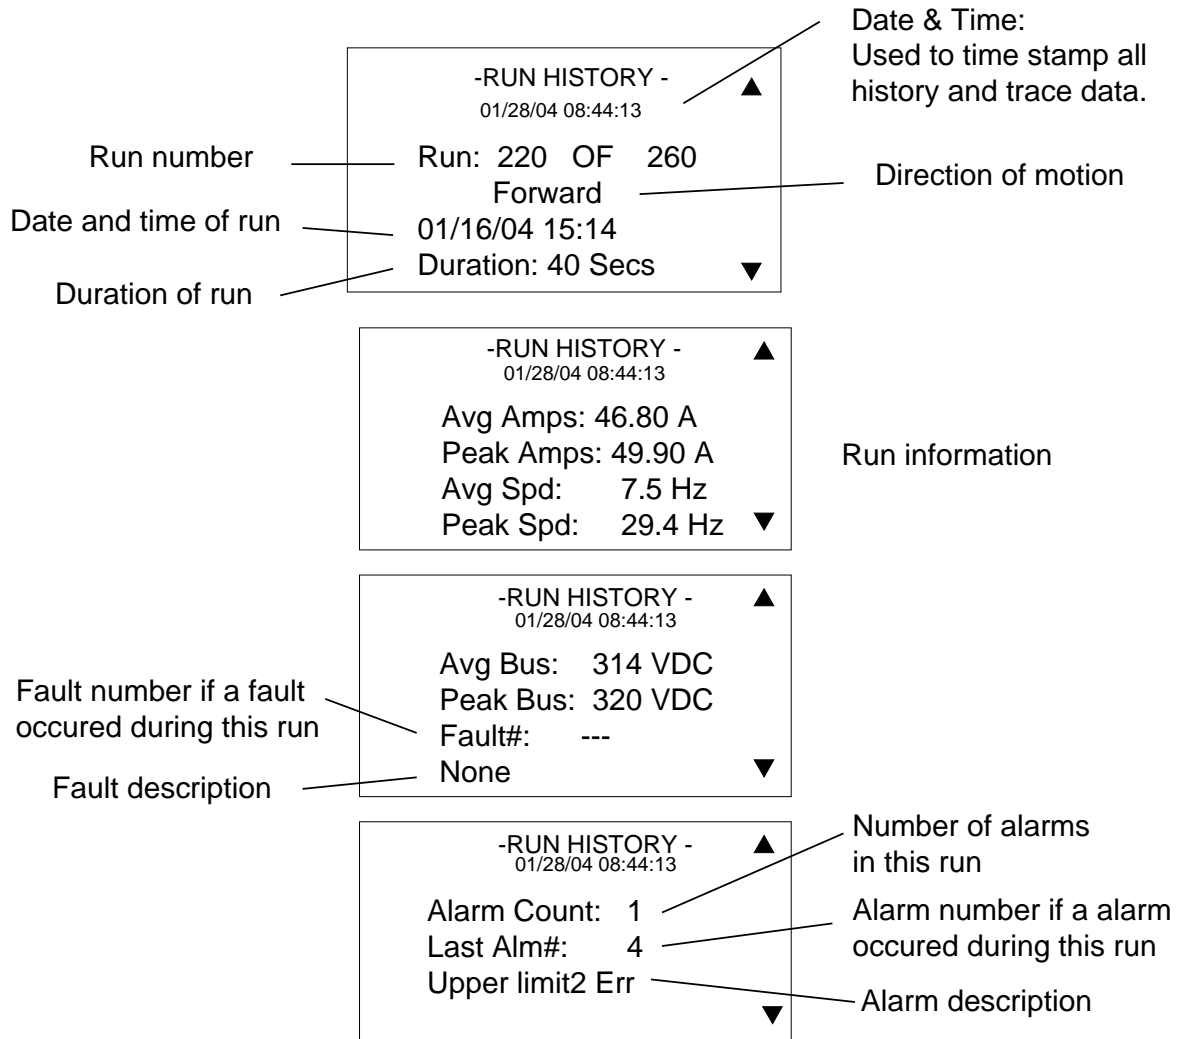 Date & Time:
Used to time stamp all
history and trace data.
-RUN HISTORY -
01/28/04 08:44:13
Run number
Run: 220 OF 260
Forward
Direction of motion
Date and time of run
01/16/04 15:14
Duration: 40 Secs
Duration of run
-RUN HISTORY -
01/28/04 08:44:13
Avg Amps: 46.80 A
Peak Amps: 49.90 A
Avg Spd: 7.5 Hz
Peak Spd: 29.4 Hz
Run information
-RUN HISTORY -
01/28/04 08:44:13
Avg Bus: 314 VDC
Peak Bus: 320 VDC
Fault#: ---
None
Fault number if a fault
occured during this run
Fault description
-RUN HISTORY -
01/28/04 08:44:13
Alarm Count: 1
Last Alm#: 4
Upper limit2 Err
Number of alarms
in this run
Alarm number if a alarm
occured during this run
Alarm description